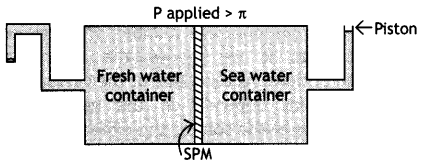 P applied > π
Piston
Fresh water
container
Sea water
container
SPM